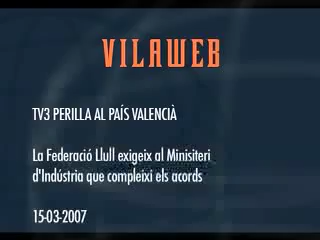 VILAWEB
TV3 PERILLA AL PAÍS VALENCIÀ
La Federació Llull exigeix al Minisiteri
d'Indústria que compleixi els acords
15-03-2007